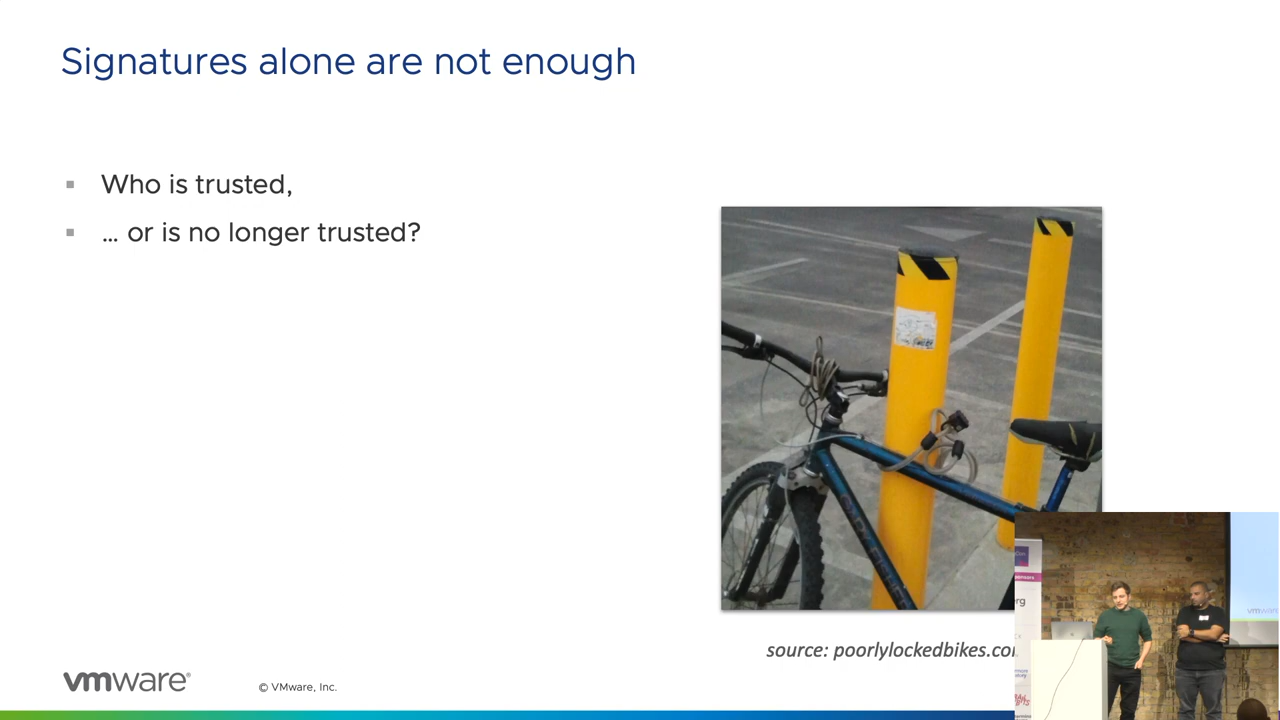 Signatures alone are not enough
▪ Who is trusted,
▪ … or is no longer trusted?
source: poorlylockedbikes.co
vmware®
© VMware, Inc.
vmware